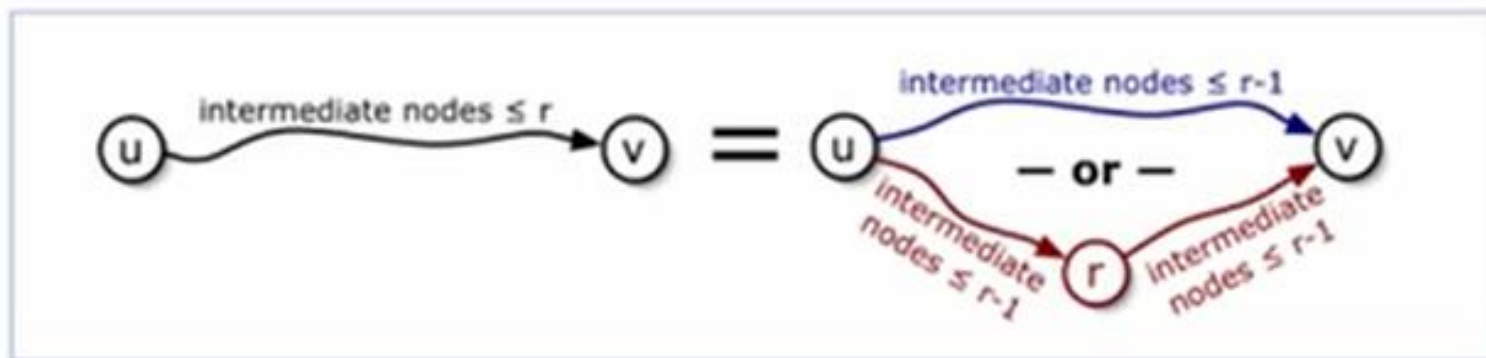 intermediate nodes ≤ r
u
v
=
intermediate nodes ≤ r-1
u
v
— or —
intermediate
nodes ≤ r-1
r
intermediate
nodes ≤ r-1